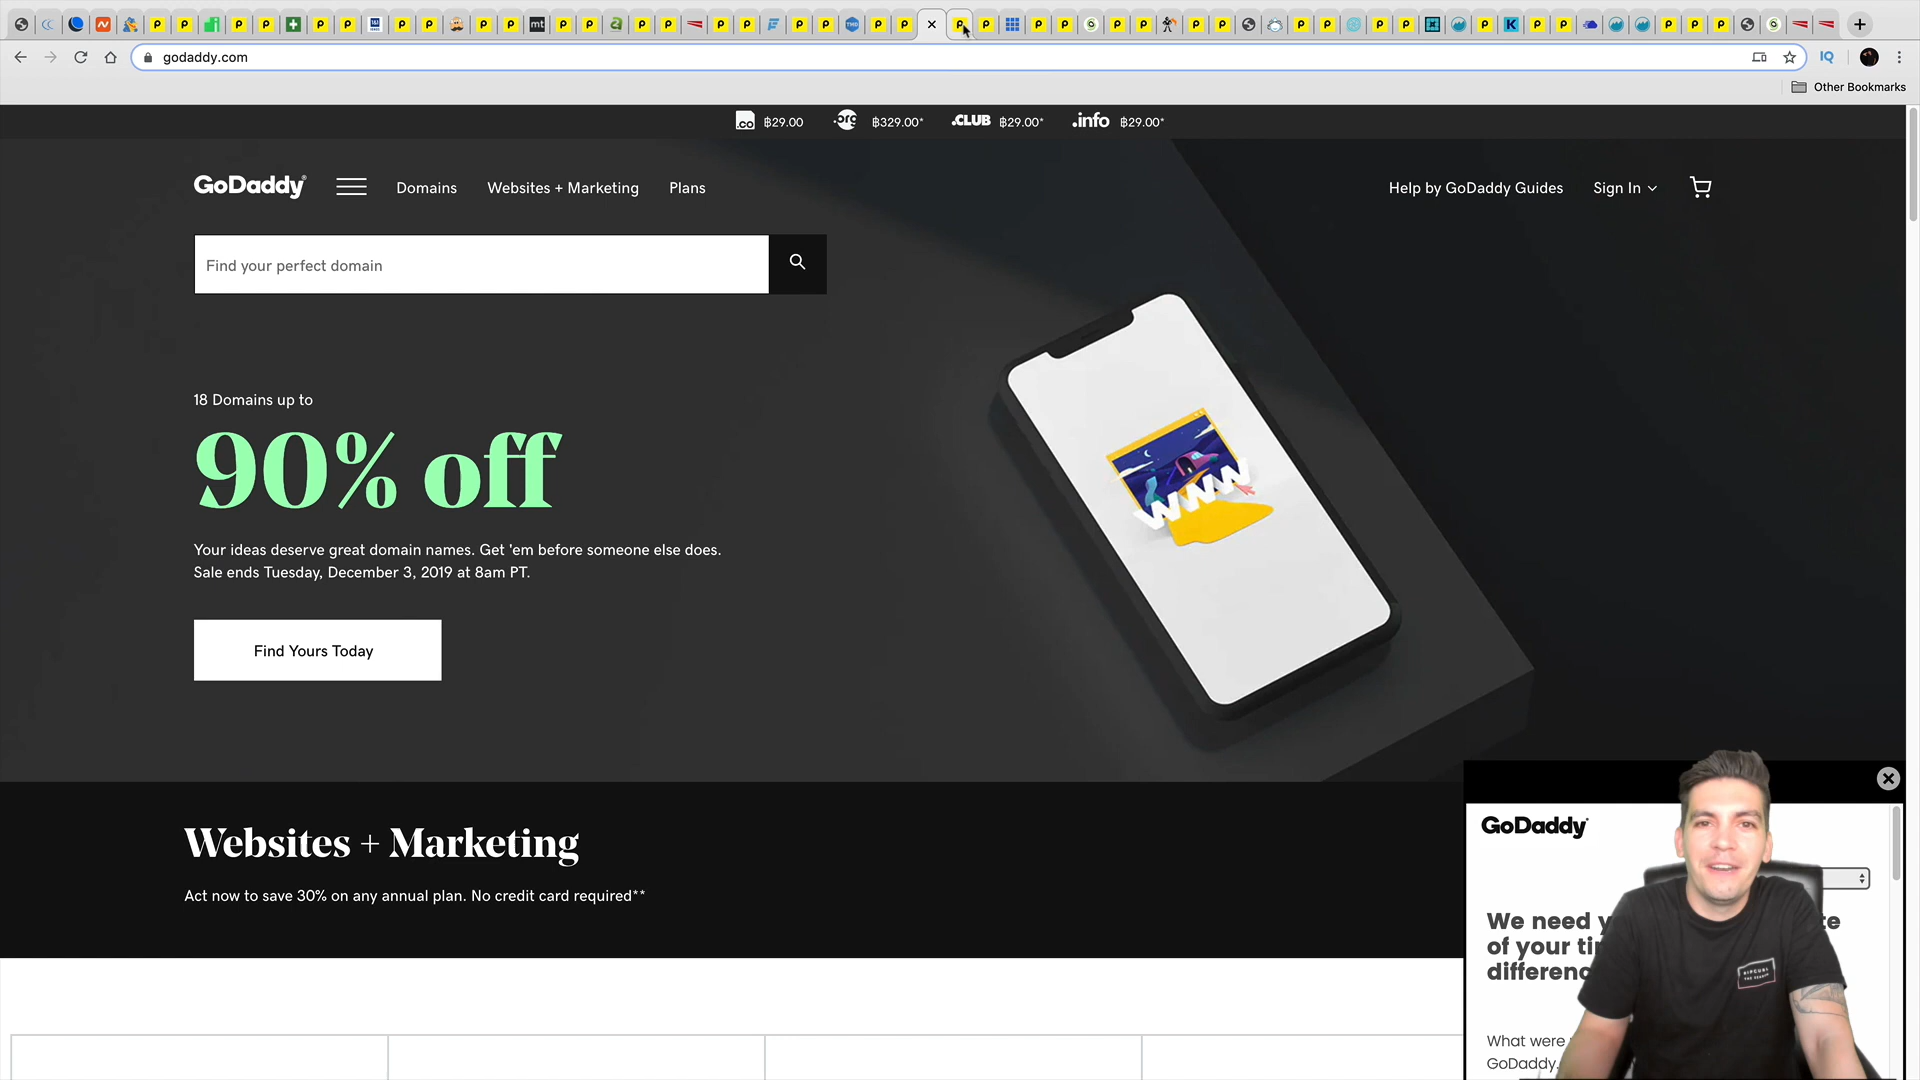 godaddy.com
IQ
Other Bookmarks
.co ฿29.00 .org ฿329.00* .CLUB ฿29.00* .info ฿29.00*
GoDaddy Domains Websites + Marketing Plans Help by GoDaddy Guides Sign In
Find your perfect domain
18 Domains up to
90% off
Your ideas deserve great domain names. Get 'em before someone else does.
Sale ends Tuesday, December 3, 2019 at 8am PT.
Find Yours Today
www
Websites + Marketing
Act now to save 30% on any annual plan. No credit card required**
GoDaddy
We need
of your
differenc
What were
GoDaddy.
RIPCURL